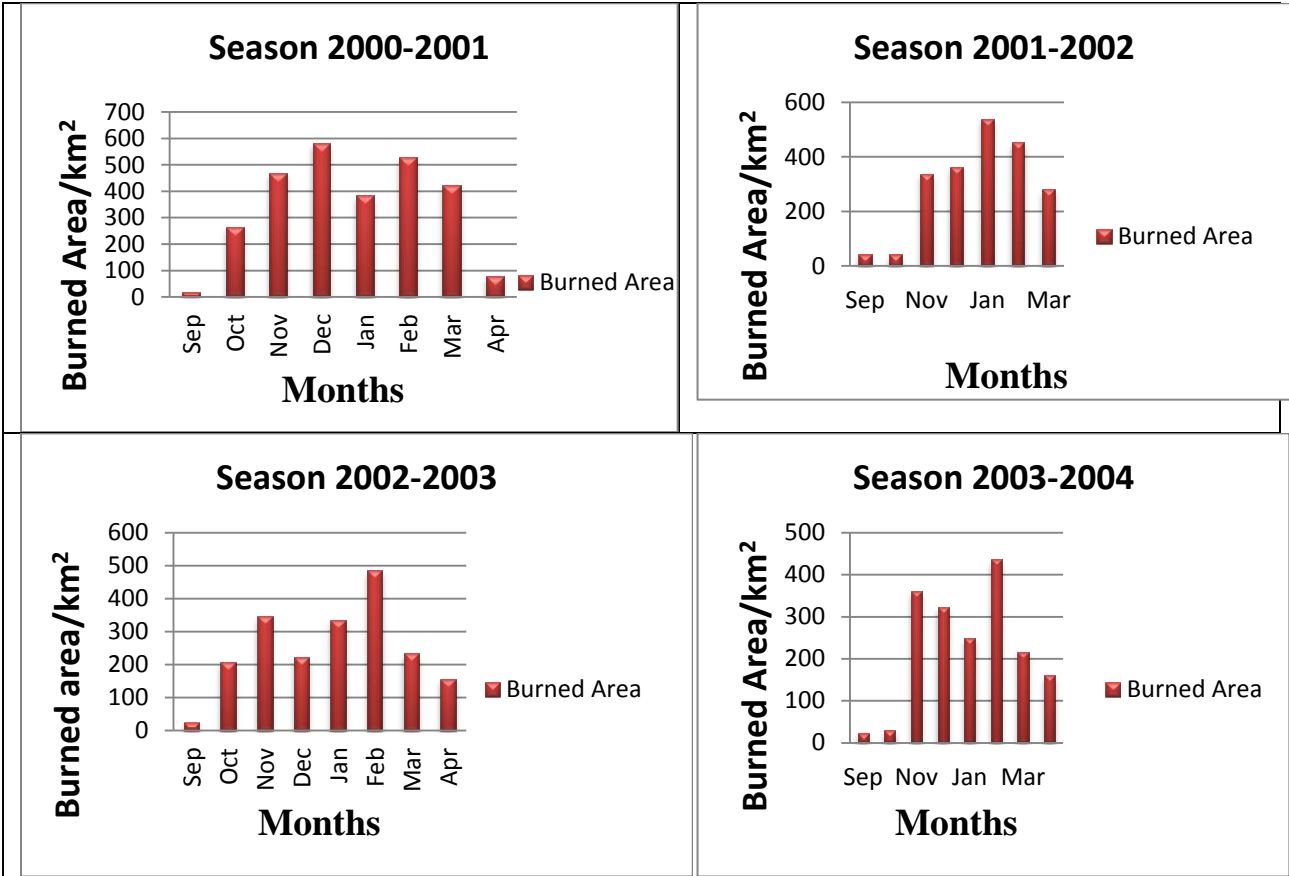 Season 2000-2001
Burned Area/km²
700
600
500
400
300
200
100
0
Sep
Oct
Nov
Dec
Jan
Feb
Mar
Apr
Months
Burned Area
Season 2001-2002
Burned Area/km²
600
400
200
0
Sep Nov Jan Mar
Months
Burned Area
Season 2002-2003
Burned area/km²
600
500
400
300
200
100
0
Sep
Oct
Nov
Dec
Jan
Feb
Mar
Apr
Months
Burned Area
Season 2003-2004
Burned Area/km²
500
400
300
200
100
0
Sep Nov Jan Mar
Months
Burned Area